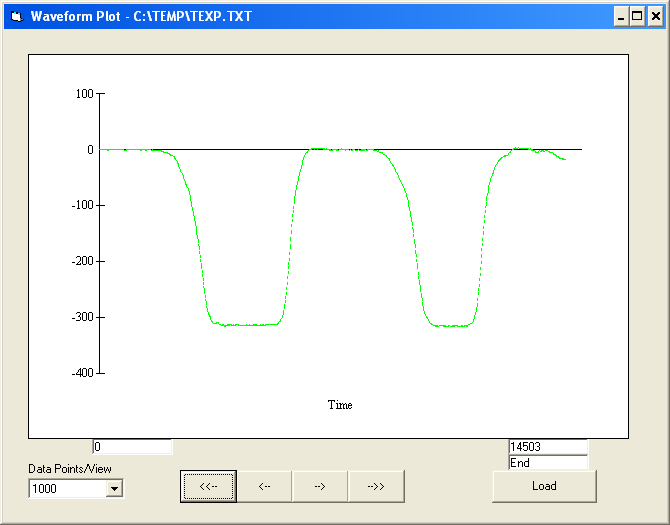 Waveform Plot - C:\TEMP\TEXP.TXT
100
0
-100
-200
-300
-400
Time
0
14503
End
Data Points/View
1000
<<--
<--
-->
-->>
Load